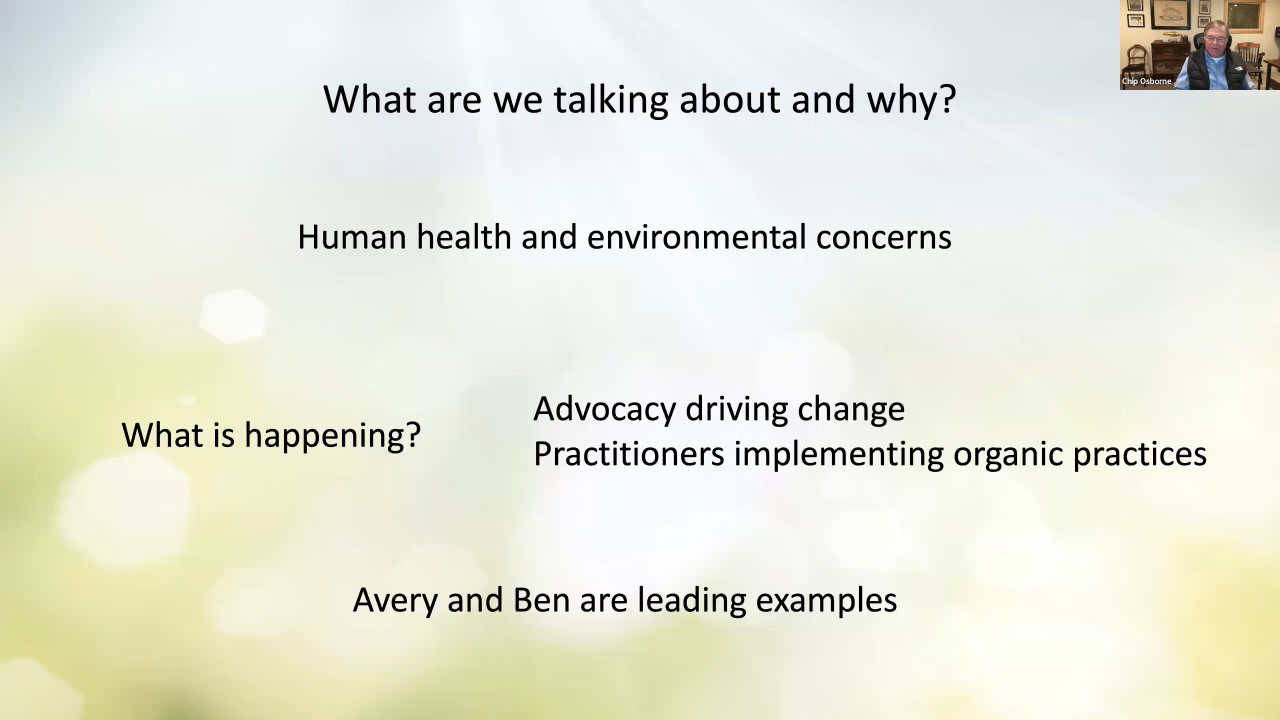 What are we talking about and why?
Chip Osborne
Human health and environmental concerns
What is happening?
Advocacy driving change
Practitioners implementing organic practices
Avery and Ben are leading examples